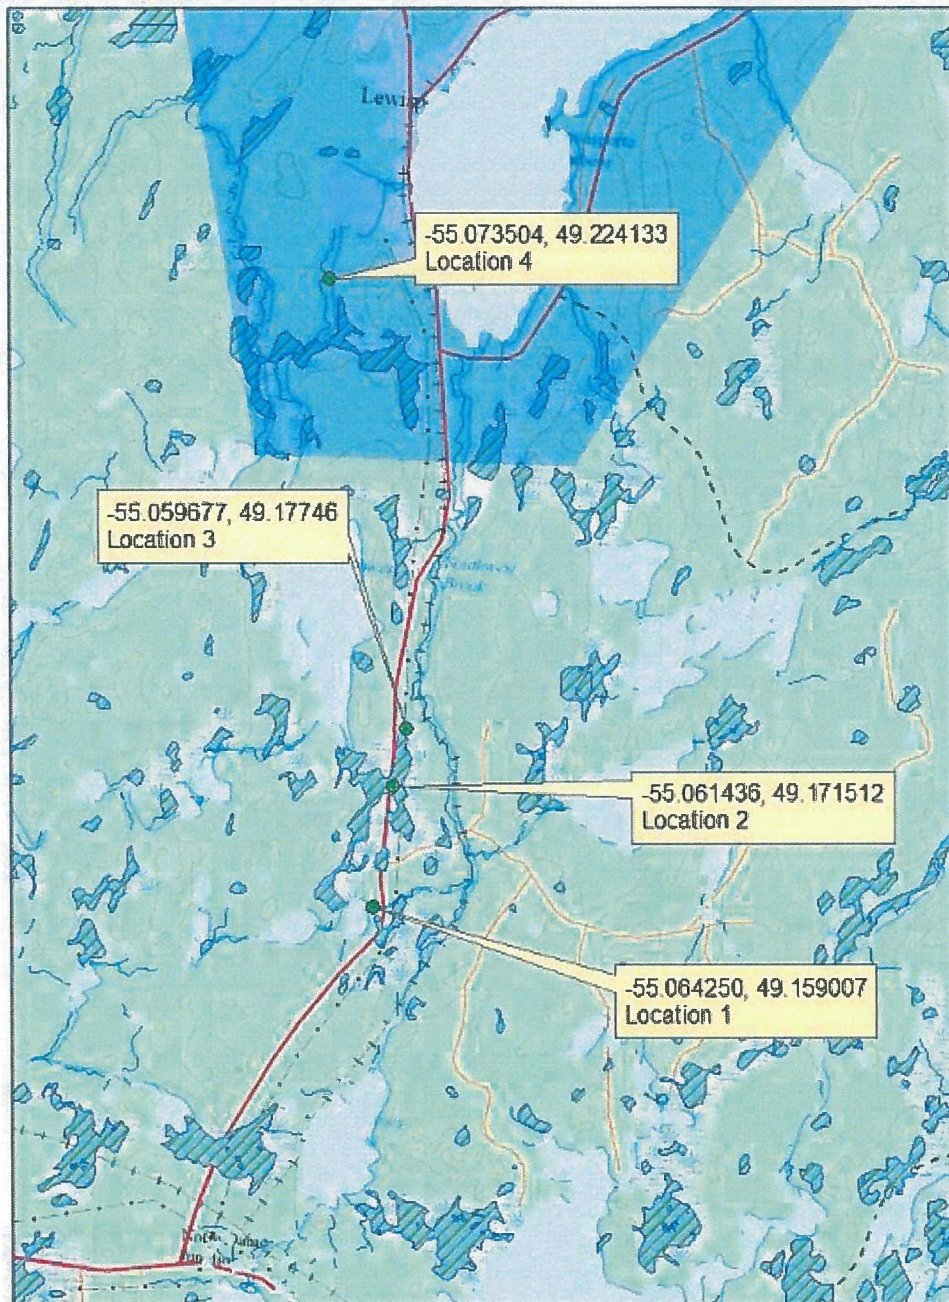 -55.073504, 49.224133
Location 4
-55.059677, 49.17746
Location 3
Brook
-55.061436, 49.171512
Location 2
-55.064250, 49.159007
Location 1